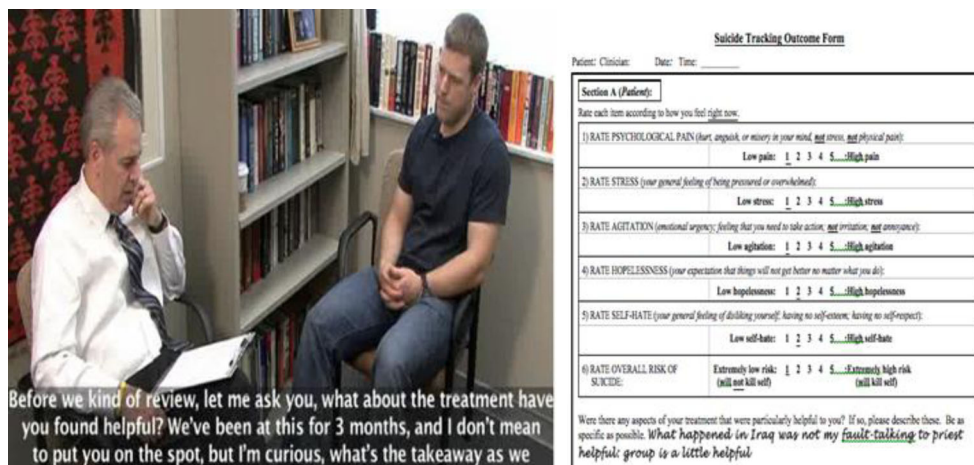 Before we kind of review, let me ask you, what about the treatment have
you found helpful? We've been at this for 3 months, and I don't mean
to put you on the spot, but I'm curious, what's the takeaway as we
Suicide Tracking Outcome Form
Patient: Clinician: Date: Time: ________
Section A (Patient):
Rate each item according to how you feel right now.
1) RATE PSYCHOLOGICAL PAIN (hurt, anguish, or misery in your mind, not stress, not physical pain):
Low pain: 1 2 3 4 5....:High pain
2) RATE STRESS (your general feeling of being pressured or overwhelmed):
Low stress: 1 2 3 4 5....:High stress
3) RATE AGITATION (emotional urgency; feeling that you need to take action; not irritation; not annoyance):
Low agitation: 1 2 3 4 5....:High agitation
4) RATE HOPELESSNESS (your expectation that things will not get better no matter what you do):
Low hopelessness: 1 2 3 4 5....:High hopelessness
5) RATE SELF-HATE (your general feeling of disliking yourself; having no self-esteem; having no self-respect):
Low self-hate: 1 2 3 4 5....:High self-hate
6) RATE OVERALL RISK OF Extremely low risk: 1 2 3 4 5....:Extremely high risk
SUICIDE: (will not kill self) (will kill self)
Were there any aspects of your treatment that were particularly helpful to you? If so, please describe these. Be as
specific as possible. What happened in Iraq was not my fault-talking to priest
helpful: group is a little helpful